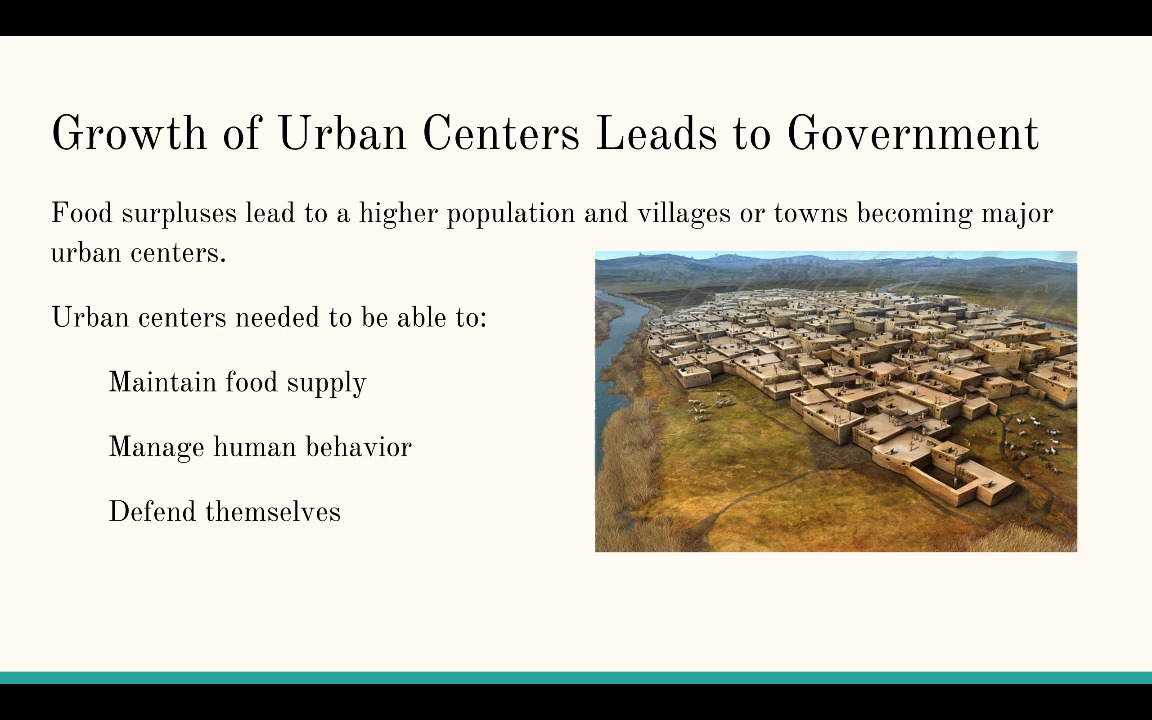 Growth of Urban Centers Leads to Government
Food surpluses lead to a higher population and villages or towns becoming major
urban centers.
Urban centers needed to be able to:
Maintain food supply
Manage human behavior
Defend themselves